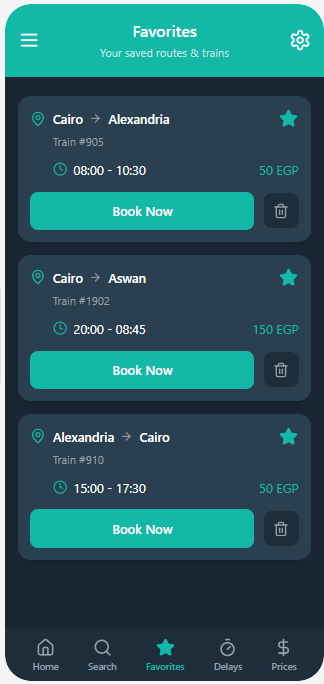 Favorites
Your saved routes & trains
Cairo → Alexandria
Train #905
08:00 - 10:30 50 EGP
Book Now
Cairo → Aswan
Train #1902
20:00 - 08:45 150 EGP
Book Now
Alexandria → Cairo
Train #910
15:00 - 17:30 50 EGP
Book Now
Home Search Favorites Delays Prices